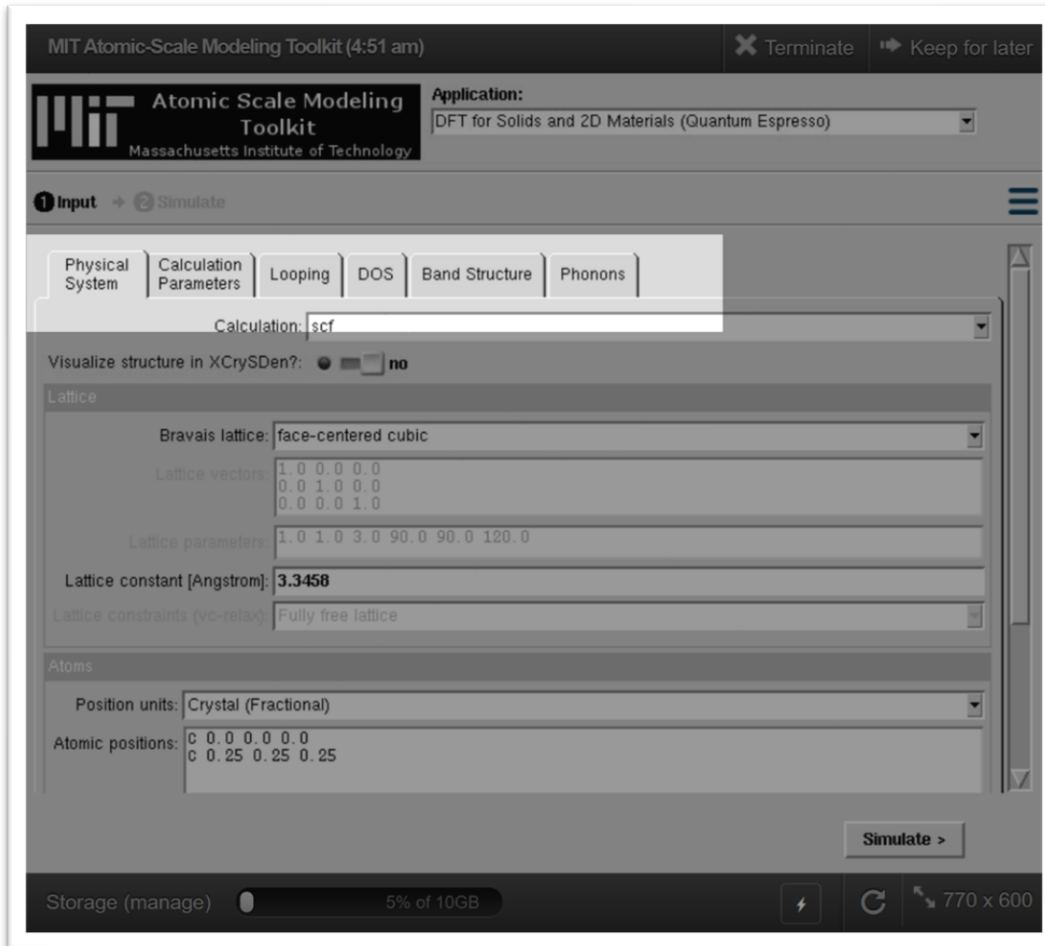 MIT Atomic-Scale Modeling Toolkit (4:51 am)
Terminate
Keep for later
Atomic Scale Modeling
Toolkit
Massachusetts Institute of Technology
Application:
DFT for Solids and 2D Materials (Quantum Espresso)
1 Input
2 Simulate
Physical
System
Calculation
Parameters
Looping
DOS
Band Structure
Phonons
Calculation: scf
Visualize structure in XCrySDen?: no
Lattice
Bravais lattice: face-centered cubic
Lattice vectors: 1.0 0.0 0.0
0.0 1.0 0.0
0.0 0.0 1.0
Lattice parameters: 1.0 1.0 3.0 90.0 90.0 120.0
Lattice constant [Angstrom]: 3.3458
Lattice constraints (vc-relax): Fully free lattice
Atoms
Position units: Crystal (Fractional)
Atomic positions: C 0.0 0.0 0.0
C 0.25 0.25 0.25
Simulate >
Storage (manage)
5% of 10GB
770 x 600